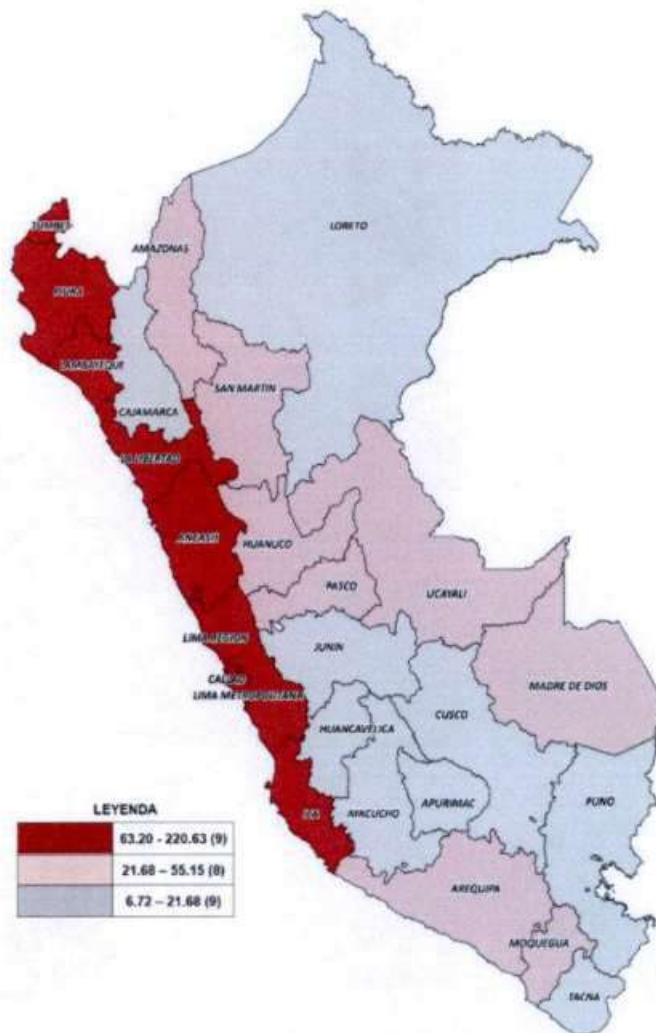 LORETO
TUMBES
AMAZONAS
PIURA
LAMBAYEQUE
SAN MARTIN
CAJAMARCA
LA LIBERTAD
ANCASH
HUANUCO
PASCO
UCAYALI
LIMA REGION
JUNIN
CALLAO
LIMA METROPOLITANA
MADRE DE DIOS
CUSCO
HUANCAVELICA
ICA
APURIMAC
PUNO
AREQUIPA
MOQUEGUA
TACNA
LEYENDA
63.20 - 220.63 (9)
21.68 – 55.15 (8)
6.72 – 21.68 (9)